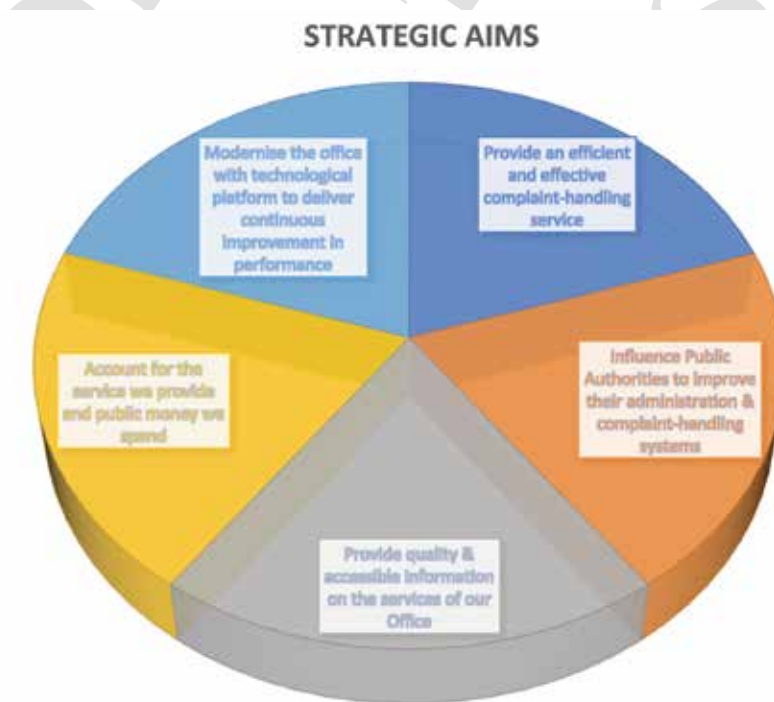 STRATEGIC AIMS
Modernise the office
with technological
platform to deliver
continuous
improvement in
performance
Provide an efficient
and effective
complaint-handling
service
Account for the
service we provide
and public money we
spend
Influence Public
Authorities to improve
their administration &
complaint-handling
systems
Provide quality &
accessible information
on the services of our
Office